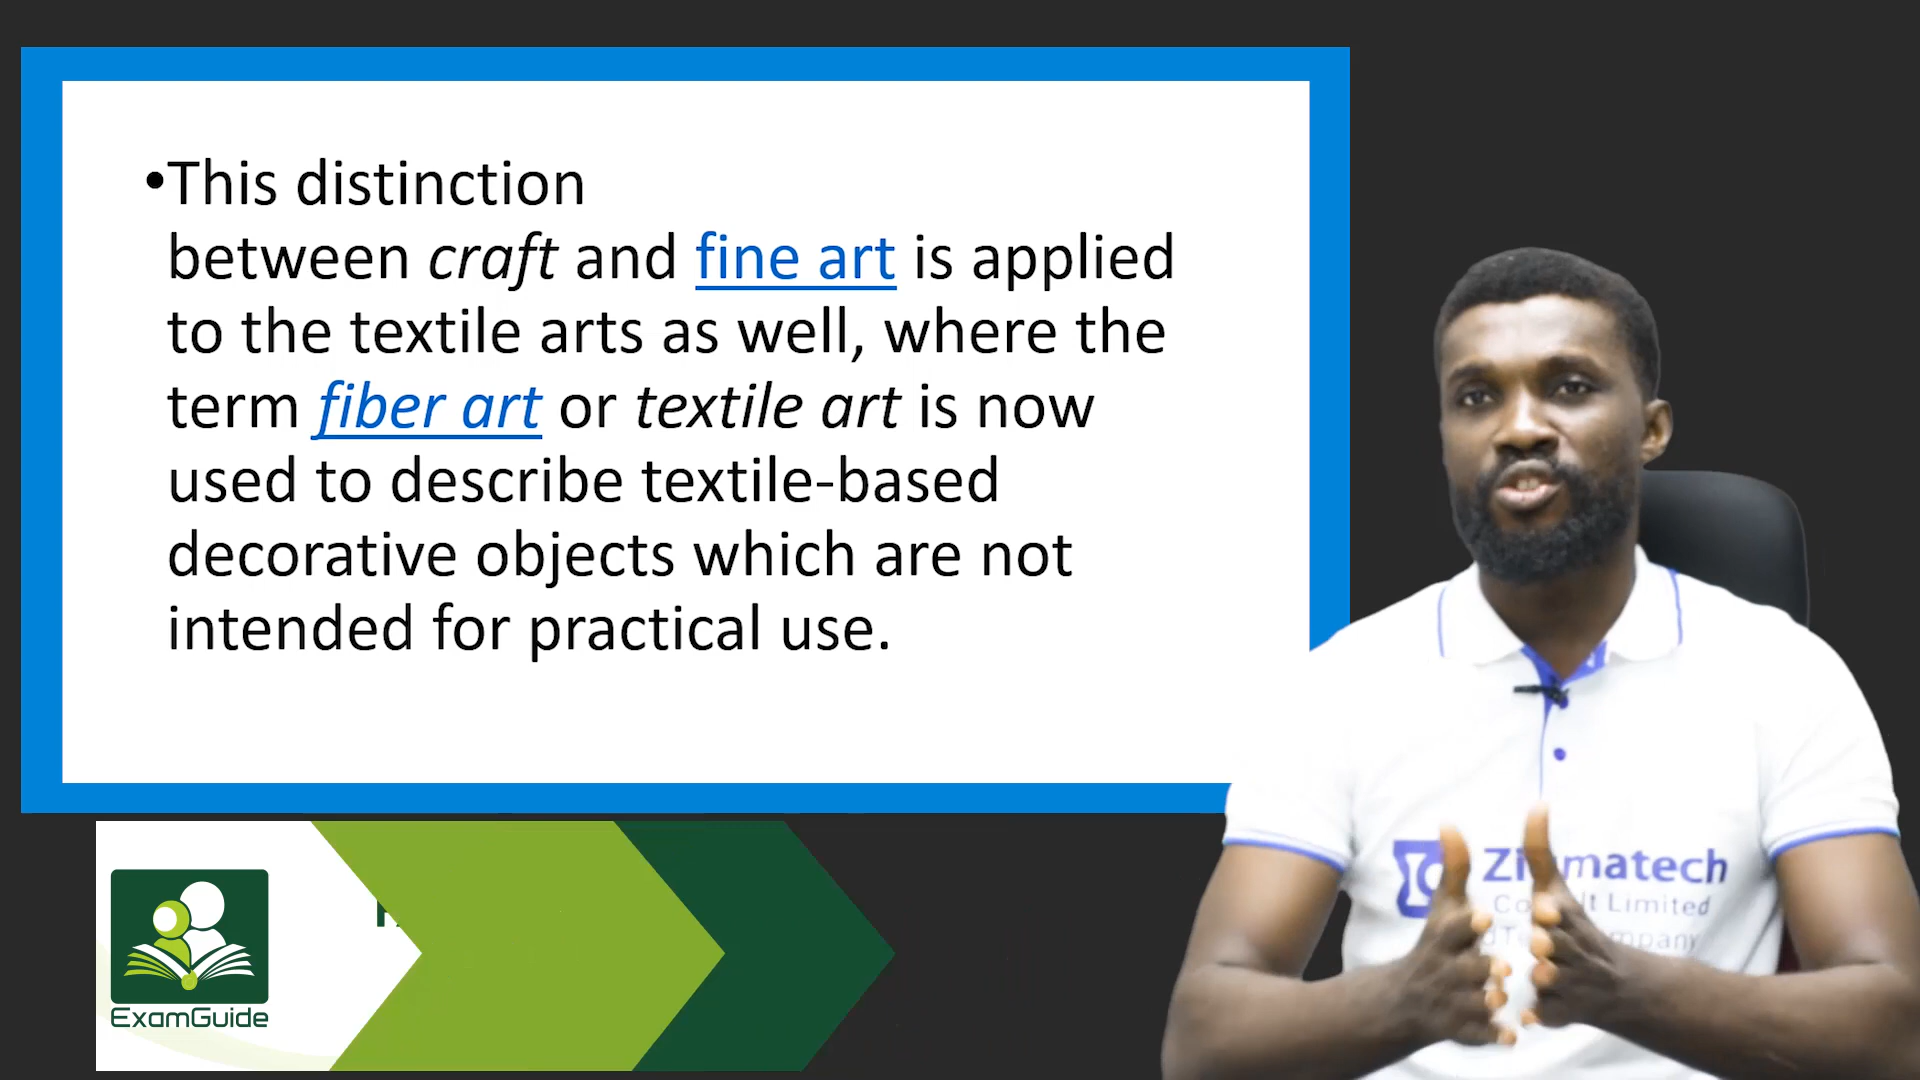 •This distinction
between craft and fine art is applied
to the textile arts as well, where the
term fiber art or textile art is now
used to describe textile-based
decorative objects which are not
intended for practical use.
ExamGuide
Limited